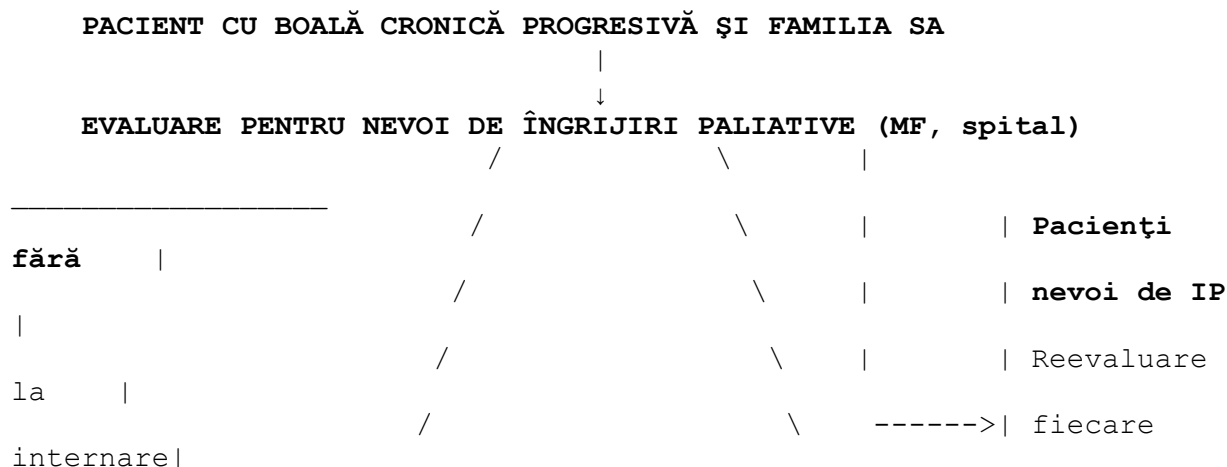 PACIENT CU BOALĂ CRONICĂ PROGRESIVĂ ŞI FAMILIA SA
|
↓
EVALUARE PENTRU NEVOI DE ÎNGRIJIRI PALIATIVE (MF, spital)
/ \ |
__________________
/ \ | | Pacienţi
fără |
/ \ | | nevoi de IP
|
/ \ | | Reevaluare
la |
/ \ ------>| fiecare
internare|